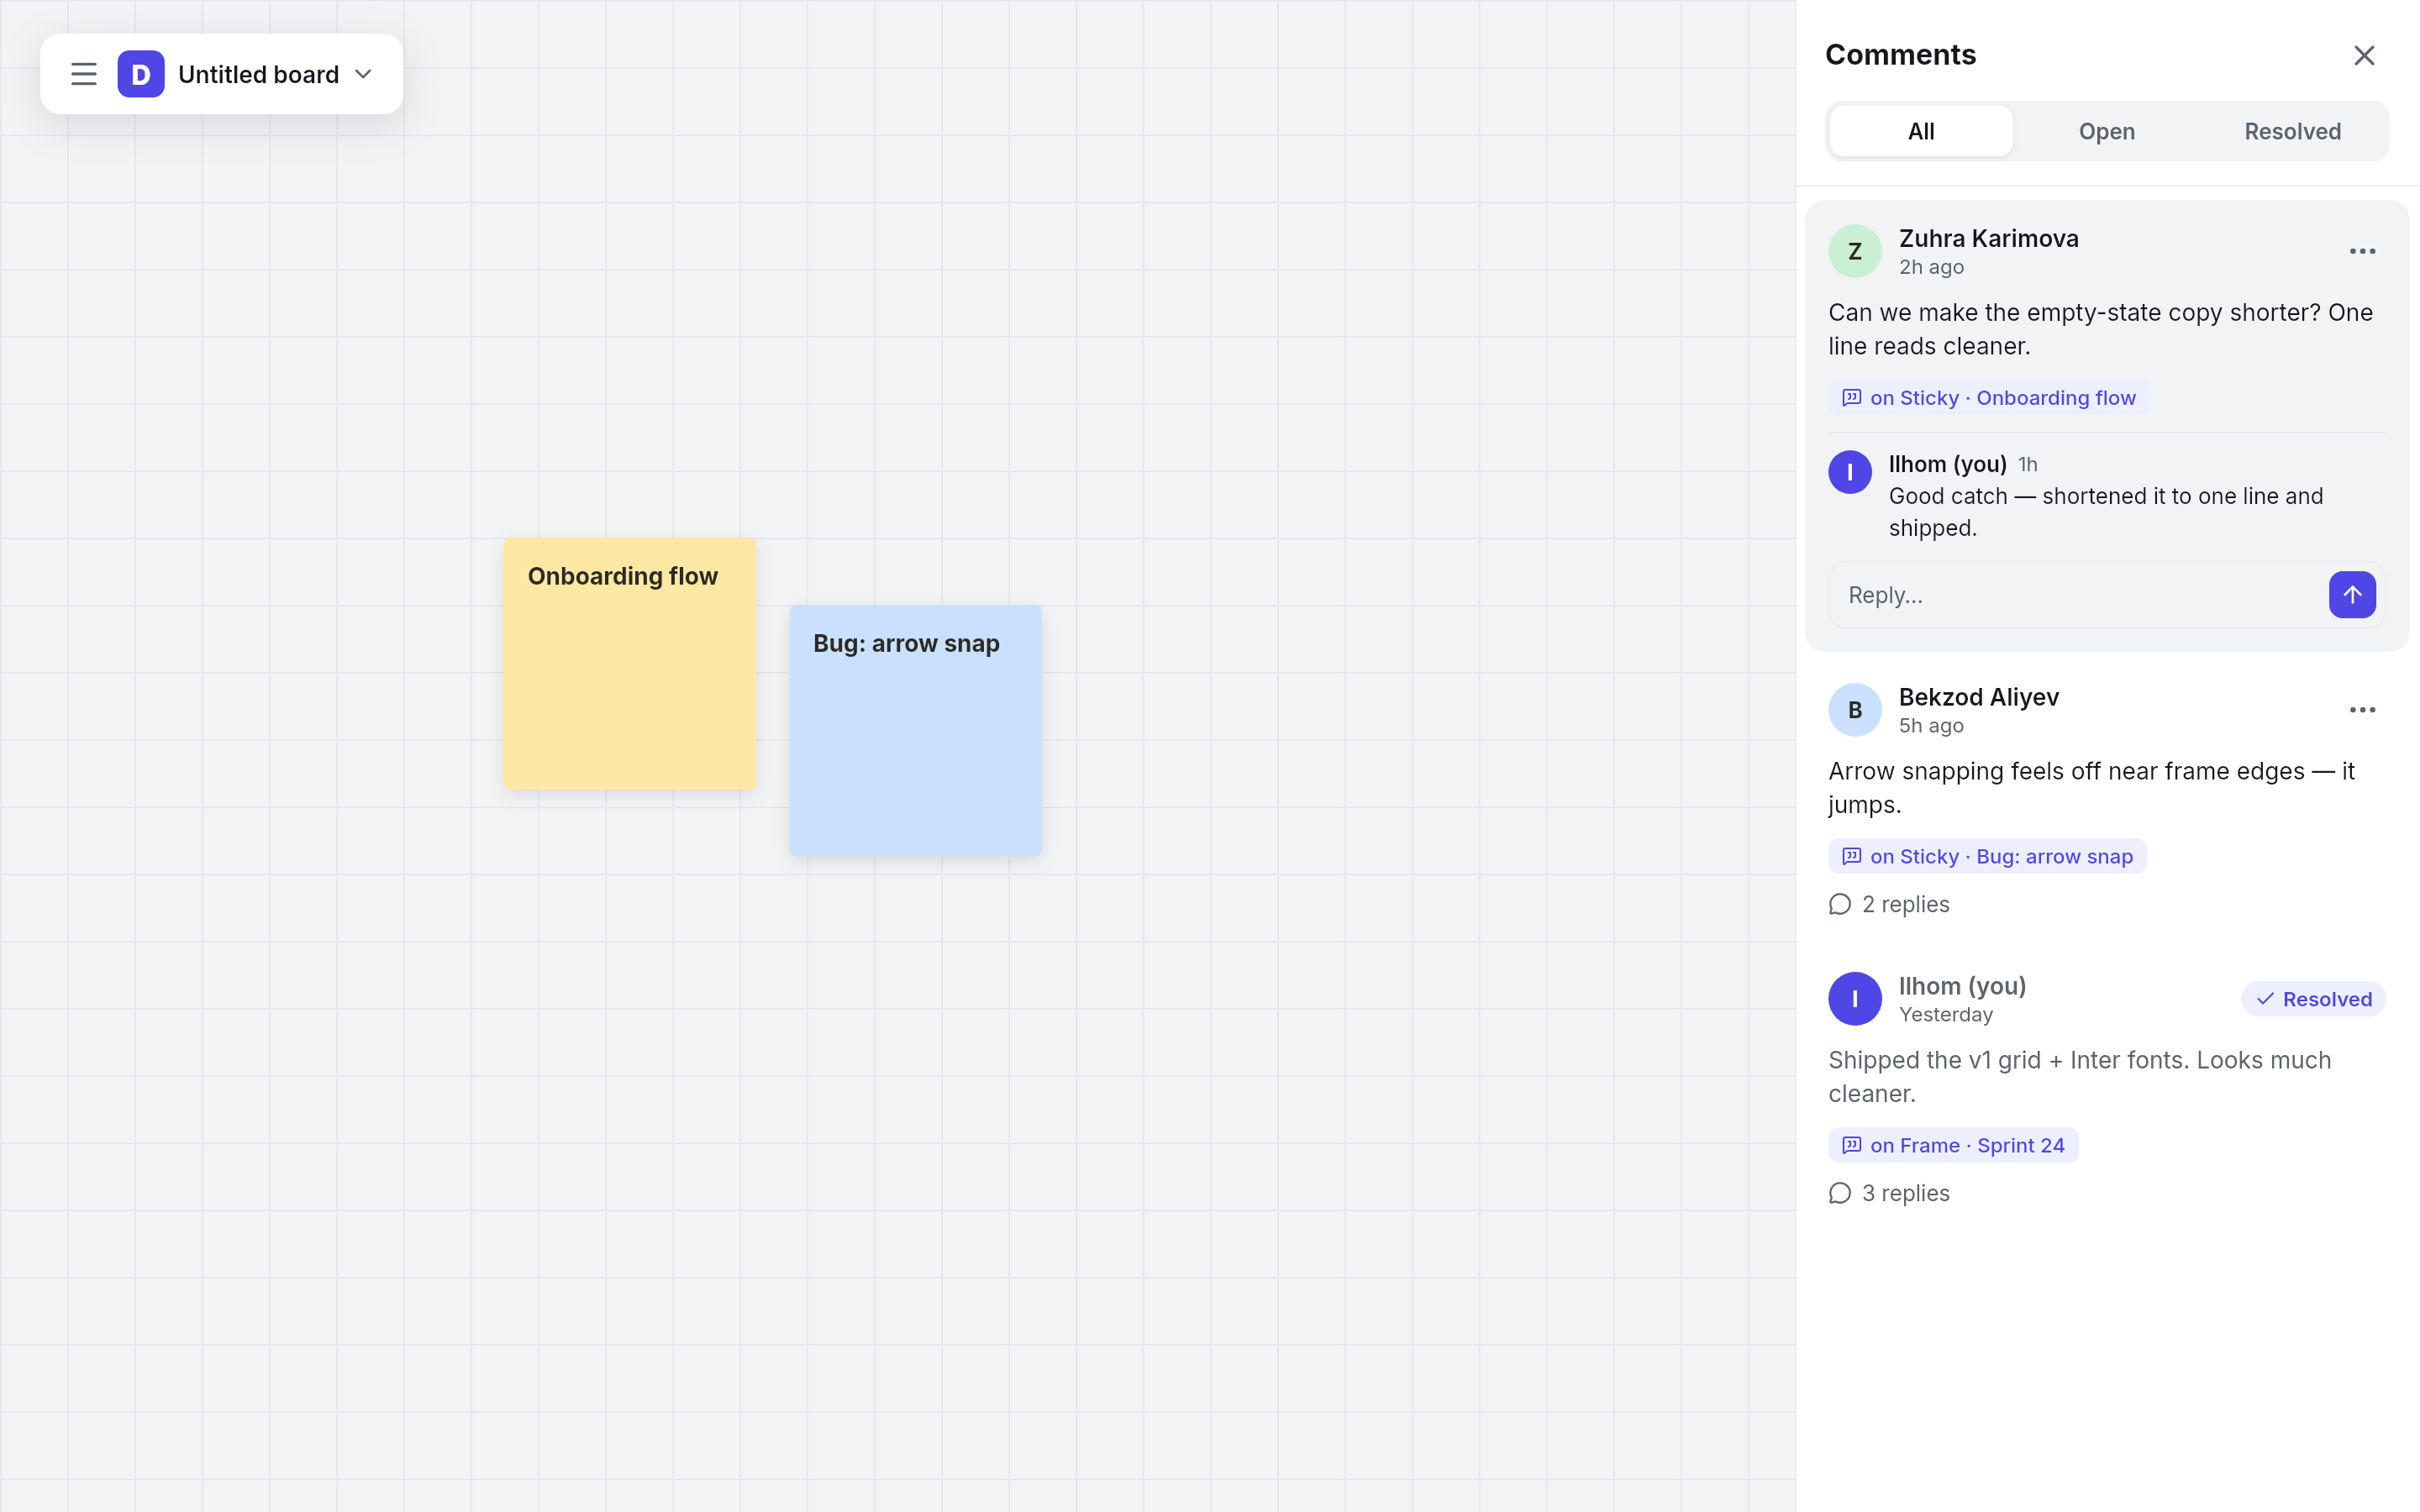 D Untitled board
Onboarding flow
Bug: arrow snap
Comments
All Open Resolved
Z
Zuhra Karimova
2h ago
Can we make the empty-state copy shorter? One
line reads cleaner.
on Sticky · Onboarding flow
I
Ilhom (you) 1h
Good catch — shortened it to one line and
shipped.
Reply...
B
Bekzod Aliyev
5h ago
Arrow snapping feels off near frame edges — it
jumps.
on Sticky · Bug: arrow snap
2 replies
I
Ilhom (you)
Yesterday
Resolved
Shipped the v1 grid + Inter fonts. Looks much
cleaner.
on Frame · Sprint 24
3 replies